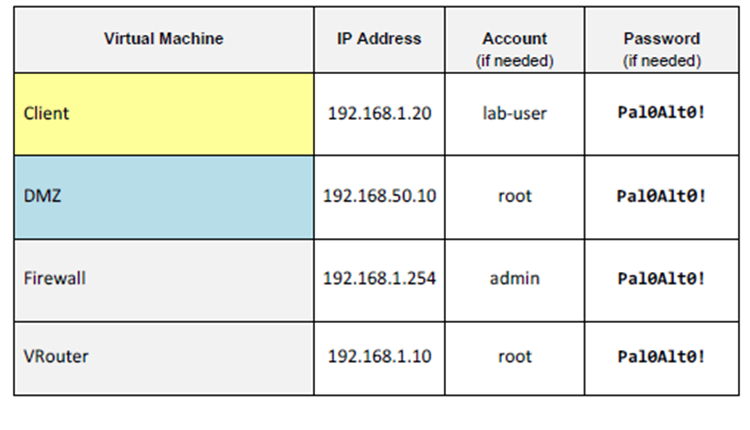 Virtual Machine IP Address Account (if needed) Password (if needed)
Client 192.168.1.20 lab-user Pal0Alt0!
DMZ 192.168.50.10 root Pal0Alt0!
Firewall 192.168.1.254 admin Pal0Alt0!
VRouter 192.168.1.10 root Pal0Alt0!